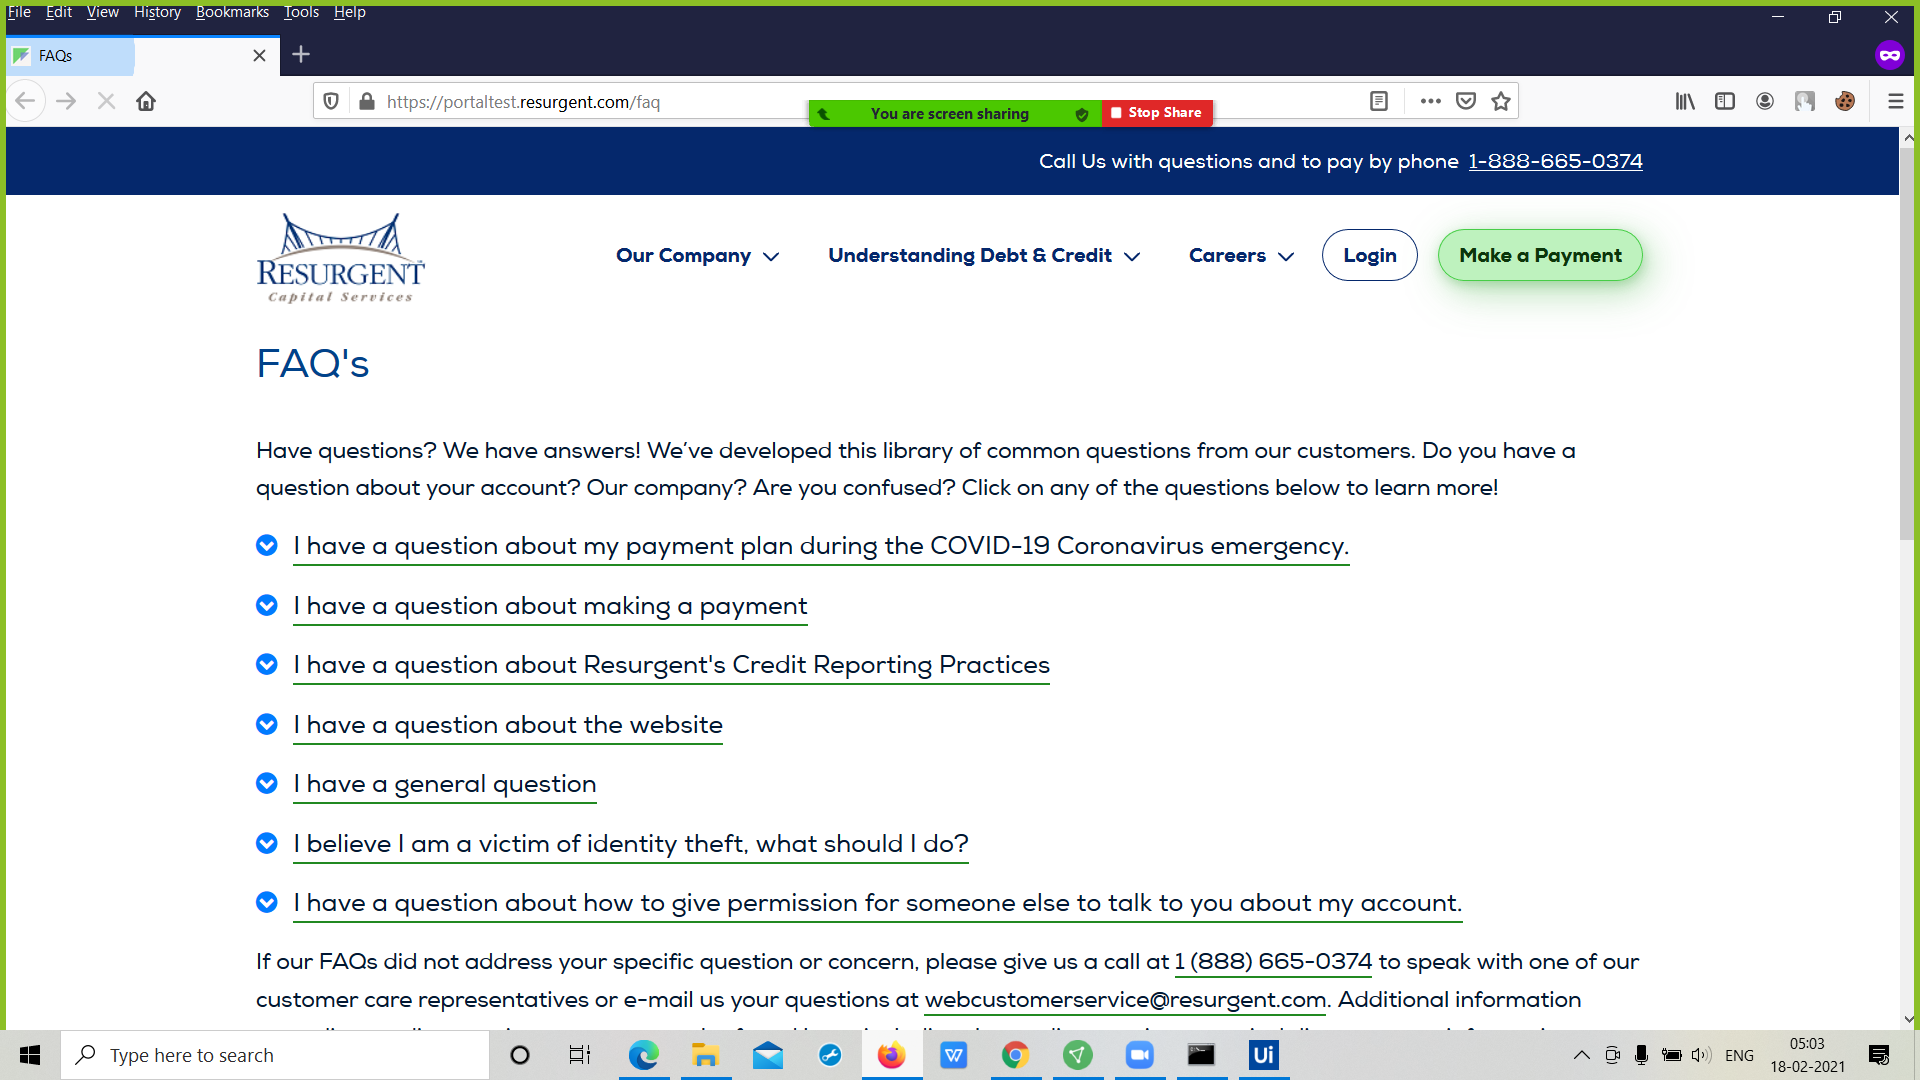 File Edit View History Bookmarks Tools Help
FAQs
https://portaltest.resurgent.com/faq
You are screen sharing
Stop Share
Call Us with questions and to pay by phone 1-888-665-0374
RESURGENT
Capital Services
Our Company
Understanding Debt & Credit
Careers
Login
Make a Payment
FAQ's
Have questions? We have answers! We've developed this library of common questions from our customers. Do you have a
question about your account? Our company? Are you confused? Click on any of the questions below to learn more!
I have a question about my payment plan during the COVID-19 Coronavirus emergency.
I have a question about making a payment
I have a question about Resurgent's Credit Reporting Practices
I have a question about the website
I have a general question
I believe I am a victim of identity theft, what should I do?
I have a question about how to give permission for someone else to talk to you about my account.
If our FAQs did not address your specific question or concern, please give us a call at 1 (888) 665-0374 to speak with one of our
customer care representatives or e-mail us your questions at webcustomerservice@resurgent.com. Additional information
Type here to search
Ui
ENG
05:03
18-02-2021